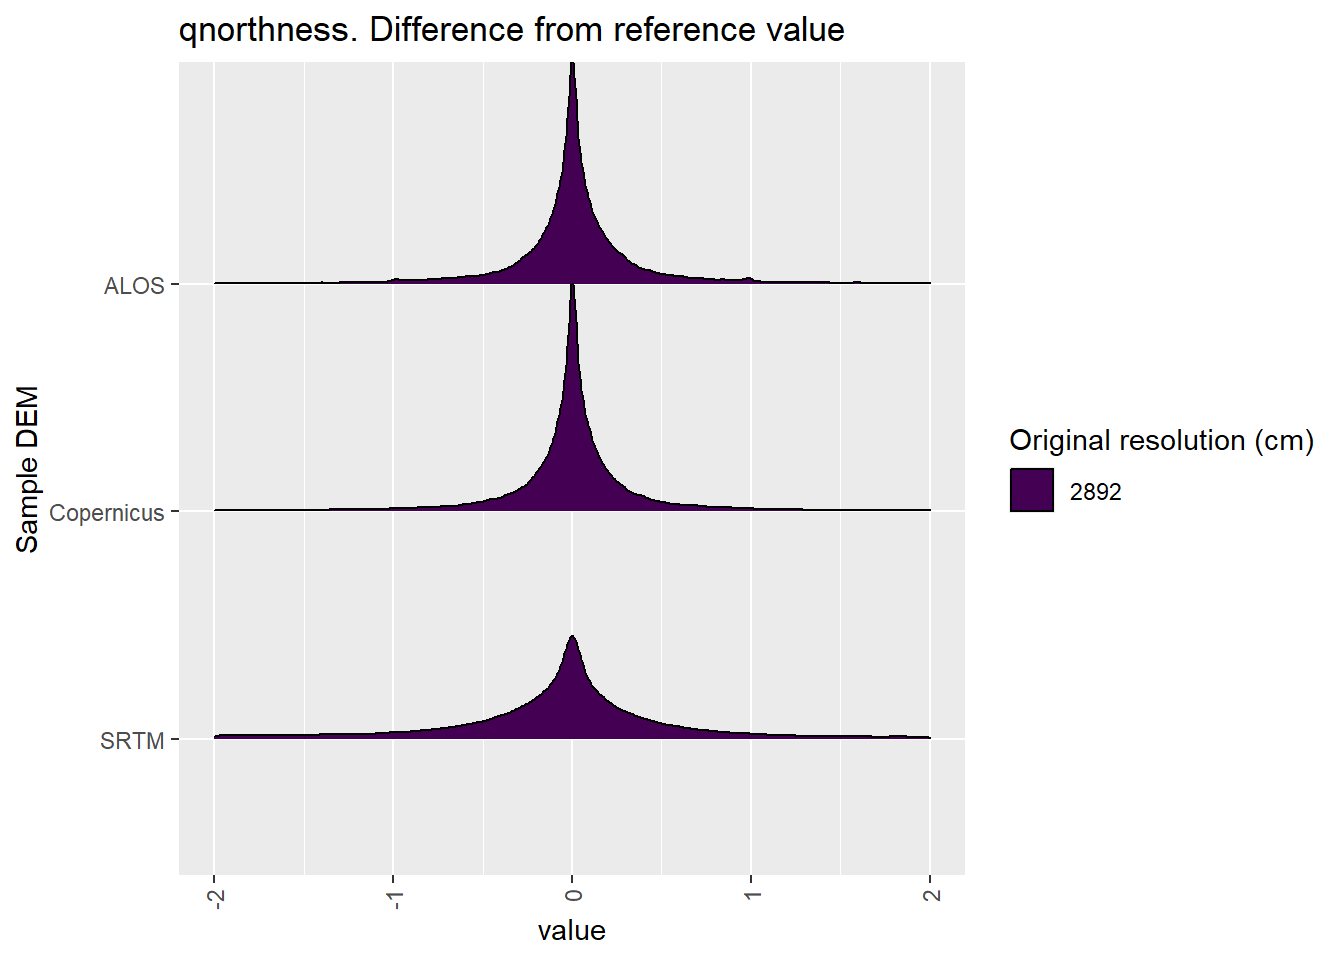 qnorthness. Difference from reference value
Sample DEM
ALOS
Copernicus
SRTM
-2
-1
0
1
2
value
Original resolution (cm)
2892